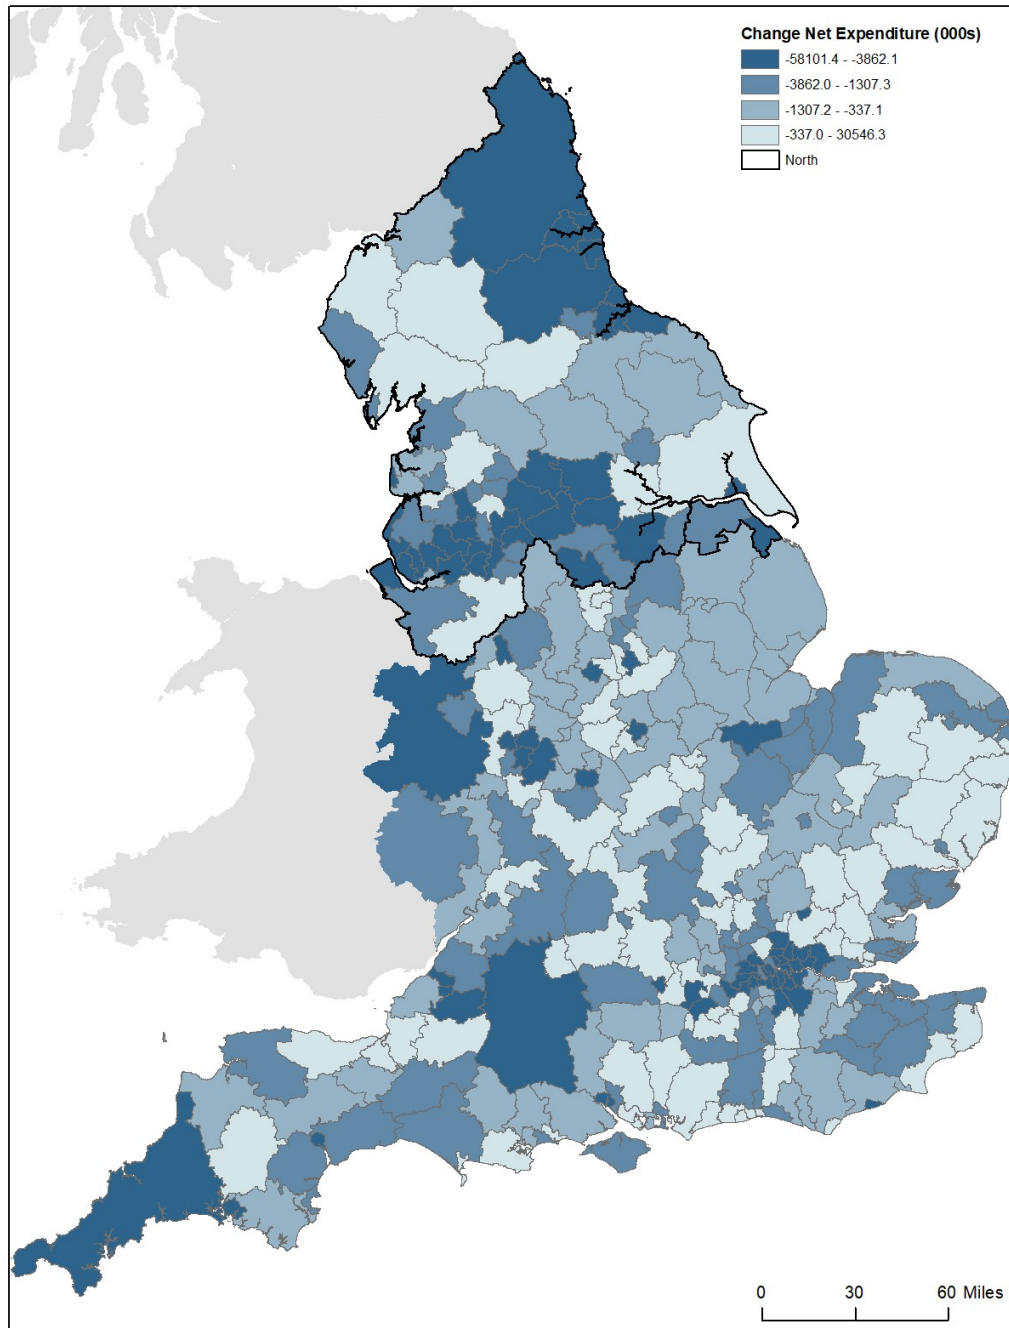 Change Net Expenditure (000s)
-58101.4 - -3862.1
-3862.0 - -1307.3
-1307.2 - -337.1
-337.0 - 30546.3
North
0 30 60 Miles